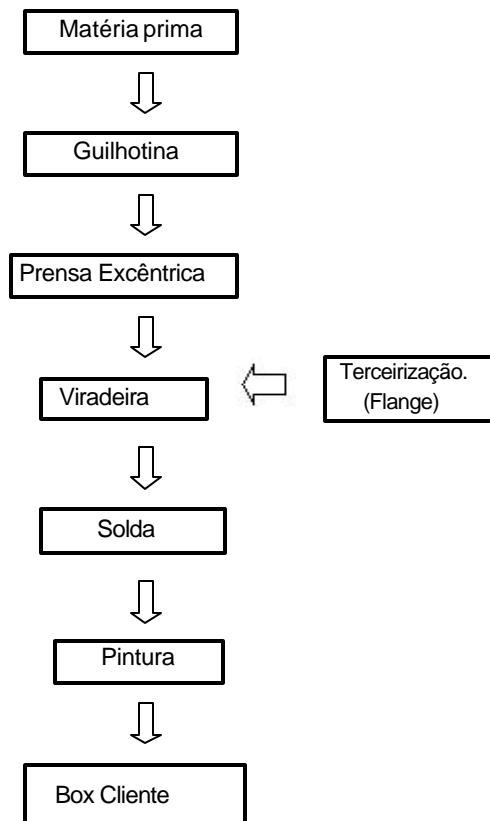 Matéria prima
Guilhotina
Prensa Excêntrica
Viradeira
Terceirização.
(Flange)
Solda
Pintura
Box Cliente